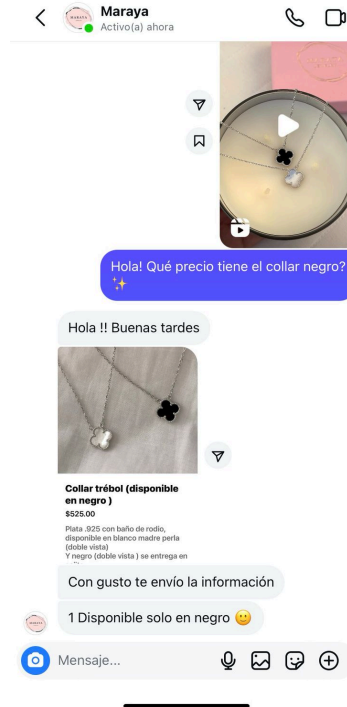 Maraya
Activo(a) ahora
Hola! Qué precio tiene el collar negro?
✨
Hola !! Buenas tardes
Collar trébol (disponible
en negro )
$525.00
Plata .925 con baño de rodio,
disponible en blanco madre perla
(doble vista)
Y negro (doble vista ) se entrega en
Con gusto te envío la información
1 Disponible solo en negro 🙂
Mensaje...